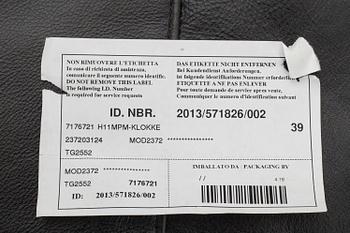 NON RIMUOVERE L'ETICHETTA
In caso di richiesta di assistenza,
comunicare il seguente numero identific.
DO NOT REMOVE THIS LABEL
The following I.D. Number
is required for service requests
DAS ETIKETTE NICHT ENTFERNEN
Bei Kundendienst Anforderungen,
ist folgende Identifikations Nummer erforderlich
ETIQUETTE A NE PAS ENLEVER
Pour toute demande de service apres vente,
Communiquer le numero d'Identification suivant
ID. NBR. 2013/571826/002
7176721 H11MPM-KLOKKE 39
237203124 MOD2372 ****************
TG2552
MOD2372 ****************
TG2552 7176721
ID: 2013/571826/002
IMBALLATO DA / PACKAGING BY
/ / 4.78